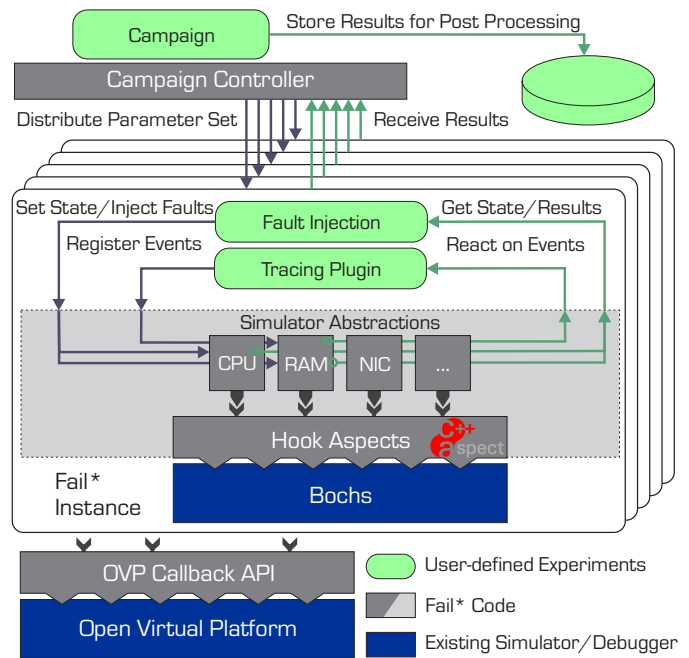 Campaign
Store Results for Post Processing
Campaign Controller
Distribute Parameter Set
Receive Results
Set State/Inject Faults
Fault Injection
Get State/Results
Register Events
React on Events
Tracing Plugin
Simulator Abstractions
CPU
RAM
NIC
...
Hook Aspects
c++
aspect
Fail*
Instance
Bochs
OVP Callback API
User-defined Experiments
Fail* Code
Open Virtual Platform
Existing Simulator/Debugger